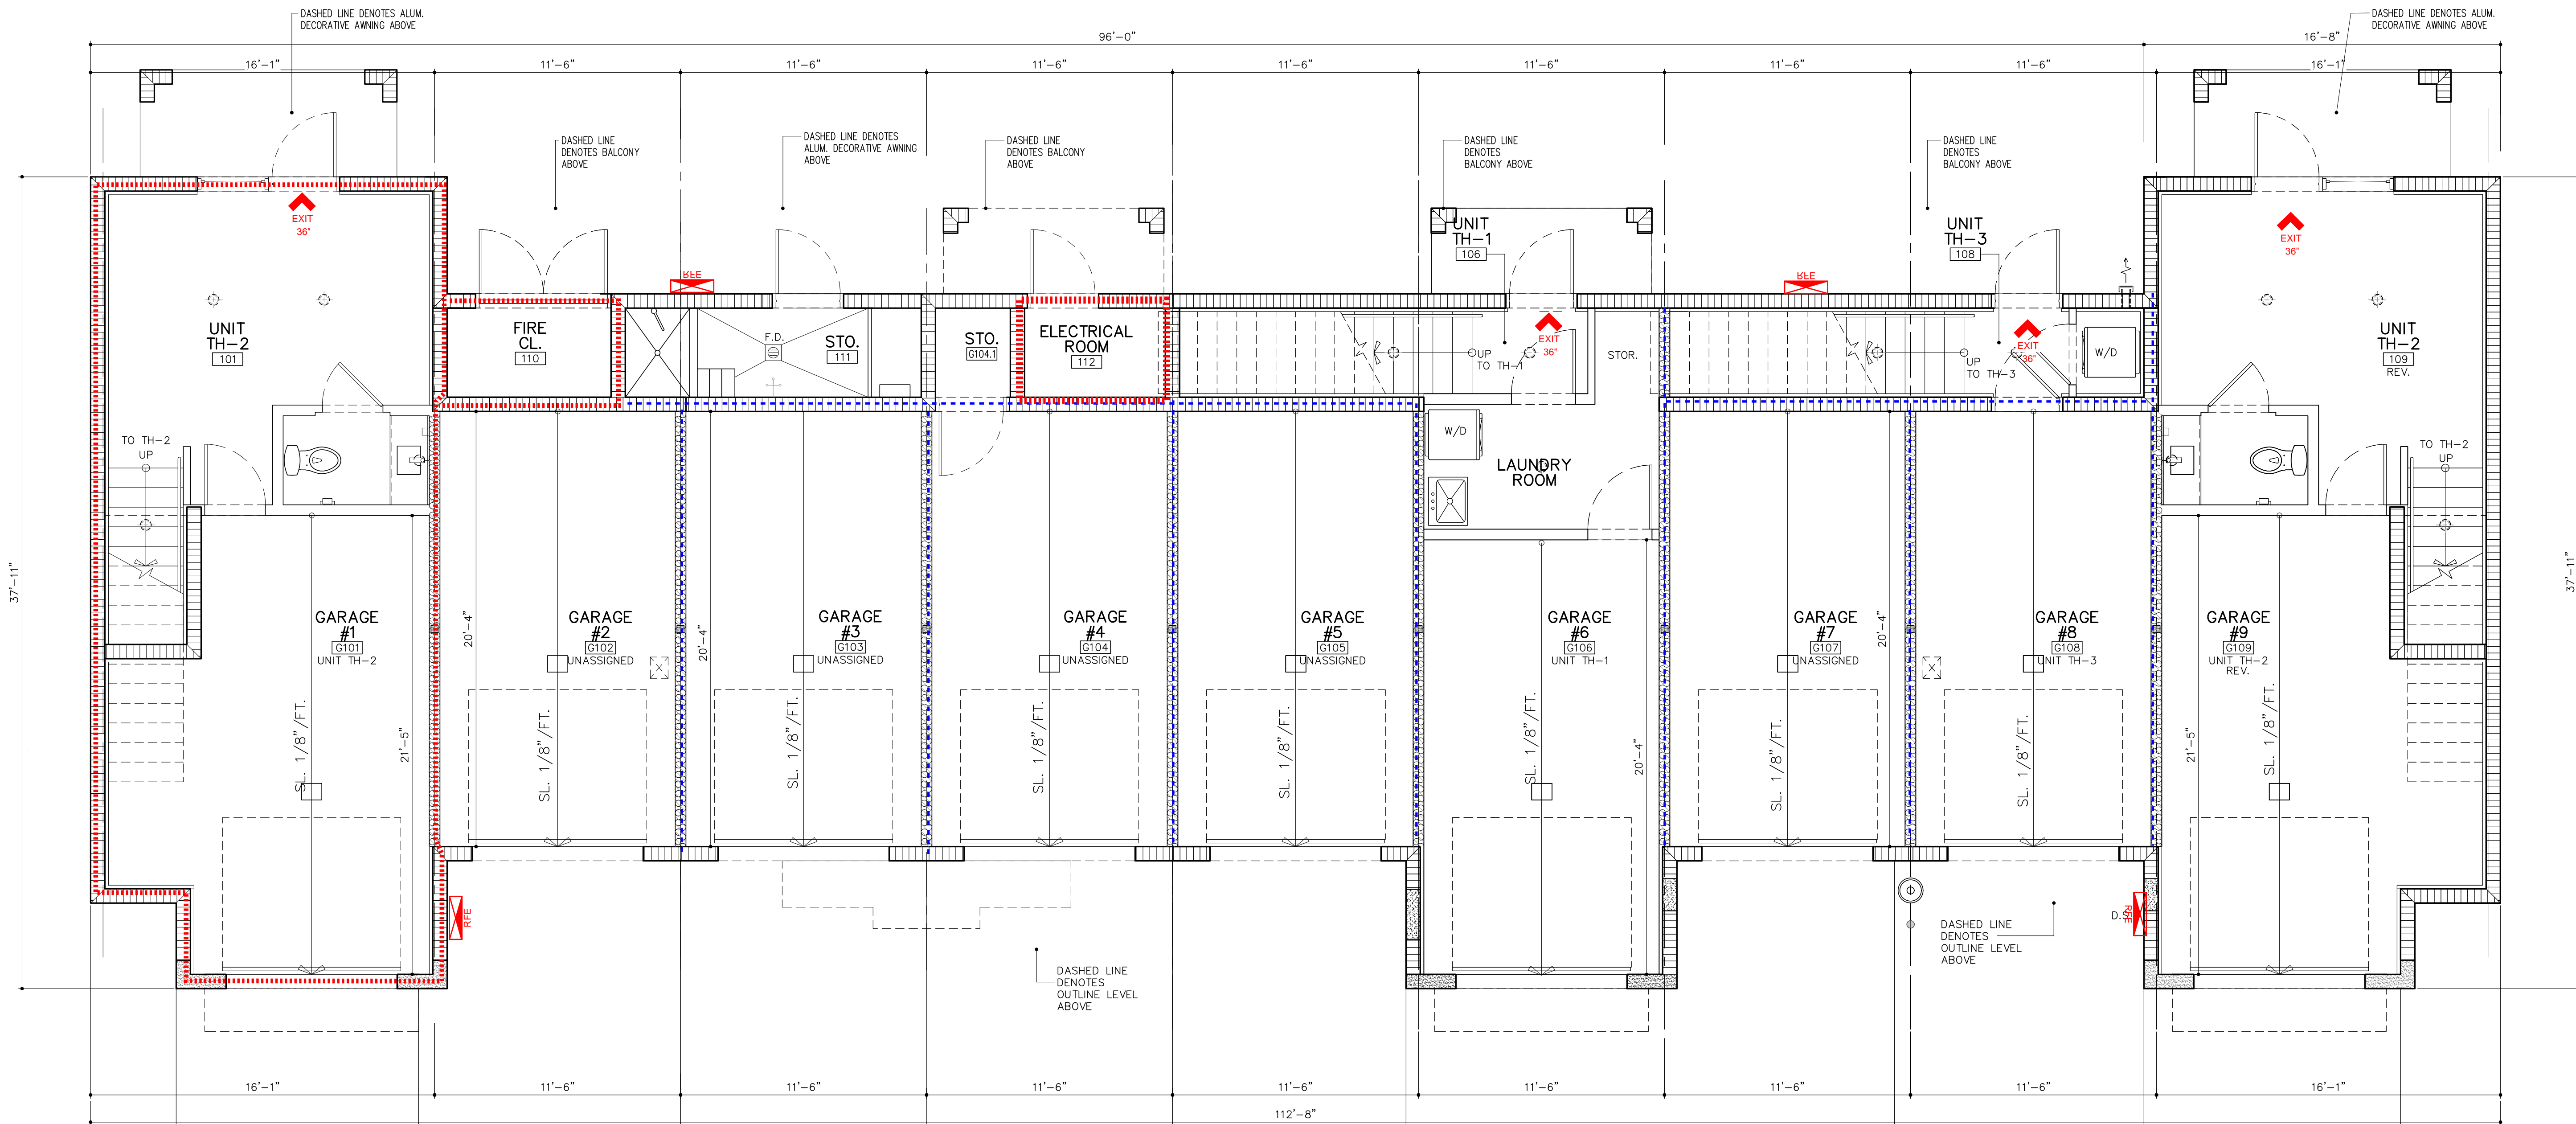 DASHED LINE DENOTES ALUM.
DECORATIVE AWNING ABOVE
DASHED LINE DENOTES ALUM.
DECORATIVE AWNING ABOVE
96'-0"
16'-8"
16'-1"
11'-6"
11'-6"
11'-6"
11'-6"
11'-6"
11'-6"
11'-6"
16'-1"
DASHED LINE
DENOTES BALCONY
ABOVE
DASHED LINE DENOTES
ALUM. DECORATIVE AWNING
ABOVE
DASHED LINE
DENOTES BALCONY
ABOVE
DASHED LINE
DENOTES
BALCONY ABOVE
DASHED LINE
DENOTES
BALCONY ABOVE
EXIT
36"
UNIT
TH-1
106
UNIT
TH-3
108
EXIT
36"
RFE
RFE
UNIT
TH-2
101
FIRE
CL.
110
F.D.
STO.
111
STO.
G104.1
ELECTRICAL
ROOM
112
UP
TO TH-1
EXIT
36"
STOR.
UP
TO TH-3
EXIT
36"
W/D
UNIT
TH-2
109
REV.
TO TH-2
UP
W/D
LAUNDRY
ROOM
TO TH-2
UP
37'-11"
37'-11"
GARAGE
#1
G101
UNIT TH-2
20'-4"
GARAGE
#2
G102
UNASSIGNED
X
20'-4"
GARAGE
#3
G103
UNASSIGNED
GARAGE
#4
G104
UNASSIGNED
GARAGE
#5
G105
UNASSIGNED
GARAGE
#6
G106
UNIT TH-1
GARAGE
#7
G107
UNASSIGNED
20'-4"
X
GARAGE
#8
G108
UNIT TH-3
GARAGE
#9
G109
UNIT TH-2
REV.
SL. 1/8"/FT.
21'-5"
SL. 1/8"/FT.
SL. 1/8"/FT.
SL. 1/8"/FT.
SL. 1/8"/FT.
SL. 1/8"/FT.
20'-4"
SL. 1/8"/FT.
SL. 1/8"/FT.
21'-5"
SL. 1/8"/FT.
RFE
D.S.
RFE
DASHED LINE
DENOTES
OUTLINE LEVEL
ABOVE
DASHED LINE
DENOTES
OUTLINE LEVEL
ABOVE
16'-1"
11'-6"
11'-6"
11'-6"
11'-6"
11'-6"
11'-6"
11'-6"
16'-1"
112'-8"